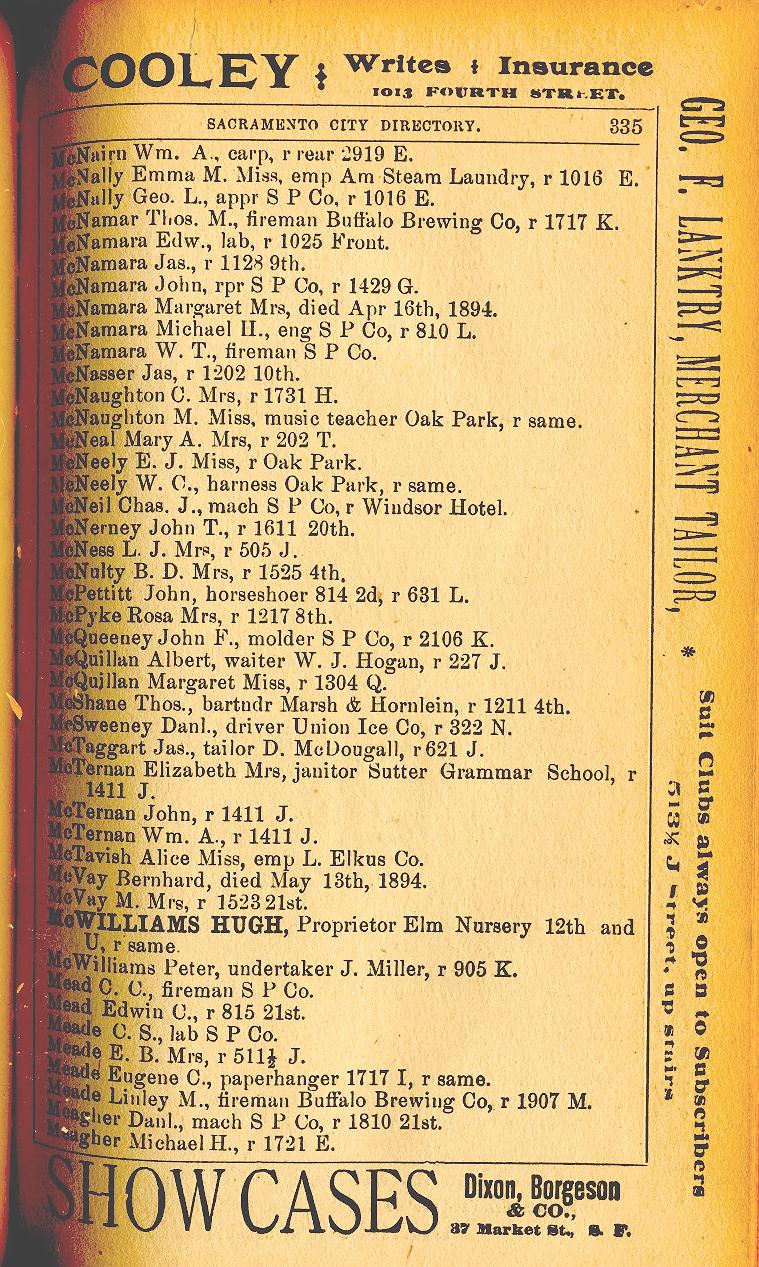 COOLEY : Writes : Insurance
1013 FOURTH STREET.
SACRAMENTO CITY DIRECTORY. 335
McNairn Wm. A., carp, r rear 2919 E.
McNally Emma M. Miss, emp Am Steam Laundry, r 1016 E.
McNally Geo. L., appr S P Co, r 1016 E.
McNamar Thos. M., fireman Buffalo Brewing Co, r 1717 K.
McNamara Edw., lab, r 1025 Front.
McNamara Jas., r 1128 9th.
McNamara John, rpr S P Co, r 1429 G.
McNamara Margaret Mrs, died Apr 16th, 1894.
McNamara Michael H., eng S P Co, r 810 L.
McNamara W. T., fireman S P Co.
McNasser Jas, r 1202 10th.
McNaughton C. Mrs, r 1731 H.
McNaughton M. Miss, music teacher Oak Park, r same.
McNeal Mary A. Mrs, r 202 T.
McNeely E. J. Miss, r Oak Park.
McNeely W. C., harness Oak Park, r same.
McNeil Chas. J., mach S P Co, r Windsor Hotel.
McNerney John T., r 1611 20th.
McNess L. J. Mrs, r 505 J.
McNulty B. D. Mrs, r 1525 4th.
McPettitt John, horseshoer 814 2d, r 631 L.
McPyke Rosa Mrs, r 1217 8th.
McQueeney John F., molder S P Co, r 2106 K.
McQuillan Albert, waiter W. J. Hogan, r 227 J.
McQuillan Margaret Miss, r 1304 Q.
McShane Thos., bartndr Marsh & Hornlein, r 1211 4th.
McSweeney Danl., driver Union Ice Co, r 322 N.
McTaggart Jas., tailor D. McDougall, r 621 J.
McTernan Elizabeth Mrs, janitor Sutter Grammar School, r
1411 J.
McTernan John, r 1411 J.
McTernan Wm. A., r 1411 J.
McTavish Alice Miss, emp L. Elkus Co.
McVay Bernhard, died May 13th, 1894.
McVay M. Mrs, r 1523 21st.
McWILLIAMS HUGH, Proprietor Elm Nursery 12th and
U, r same.
McWilliams Peter, undertaker J. Miller, r 905 K.
Mead C. C., fireman S P Co.
Mead Edwin C., r 815 21st.
Meade C. S., lab S P Co.
Meade E. B. Mrs, r 511½ J.
Meade Eugene C., paperhanger 1717 I, r same.
Meade Linley M., fireman Buffalo Brewing Co, r 1907 M.
Meagher Danl., mach S P Co, r 1810 21st.
Meagher Michael H., r 1721 E.
GEO. F. LANKTRY, MERCHANT TAILOR, * Suit Clubs always open to Subscribers
513½ J Street, up stairs
SHOW CASES Dixon, Borgeson
& CO.,
37 Market St., S. F.